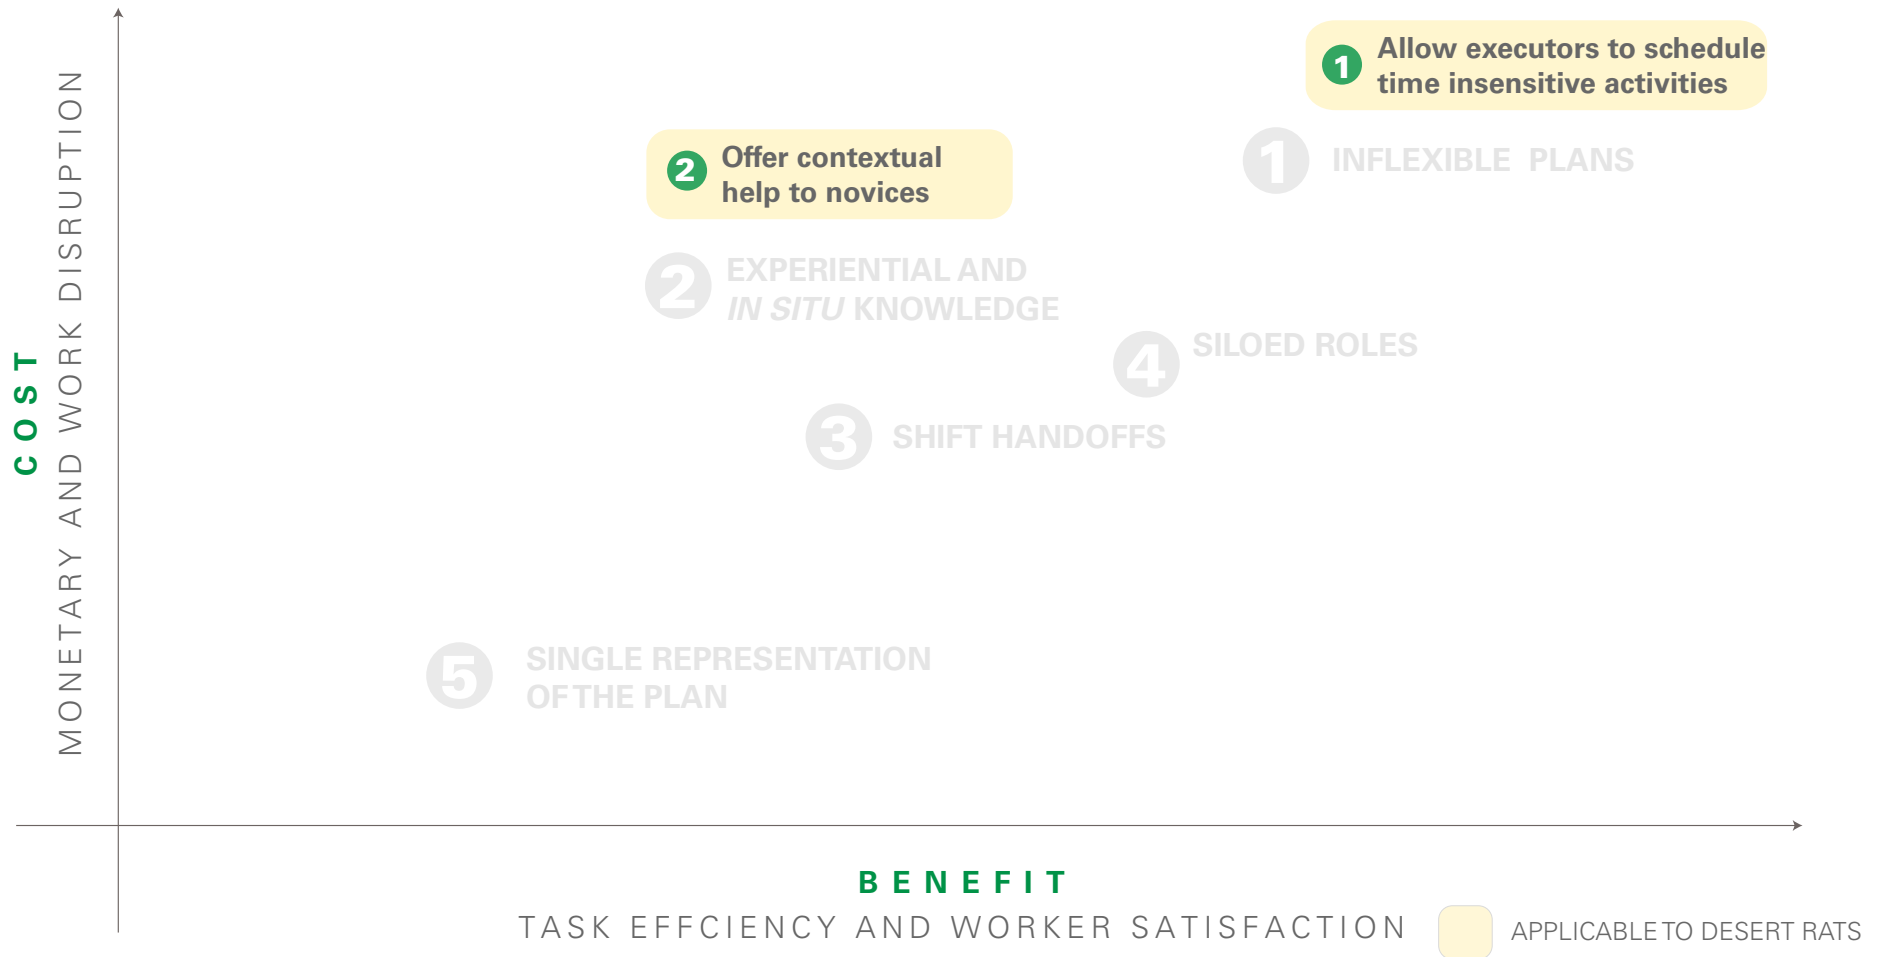 1 Allow executors to schedule
time insensitive activities
1 INFLEXIBLE PLANS
2 Offer contextual
help to novices
2 EXPERIENTIAL AND
IN SITU KNOWLEDGE
4 SILOED ROLES
3 SHIFT HANDOFFS
5 SINGLE REPRESENTATION
OF THE PLAN
COST
MONETARY AND WORK DISRUPTION
BENEFIT
TASK EFFCIENCY AND WORKER SATISFACTION
APPLICABLE TO DESERT RATS